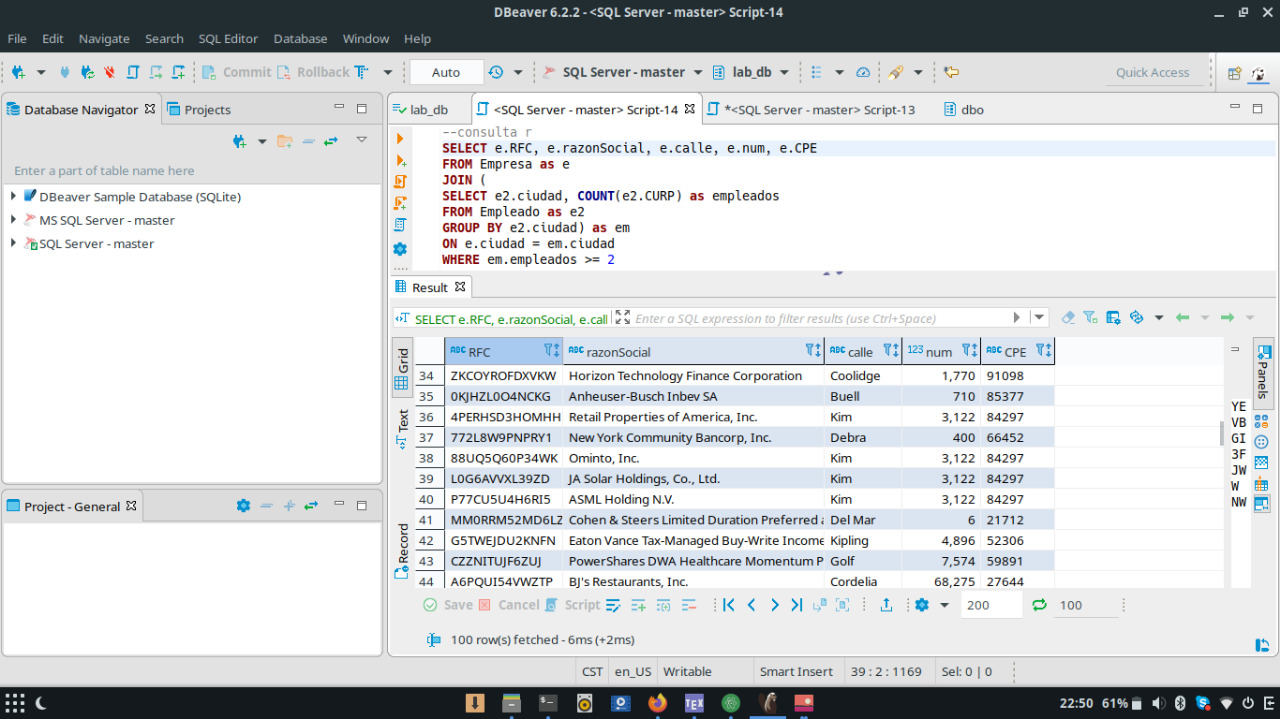 DBeaver 6.2.2 - <SQL Server - master> Script-14
File Edit Navigate Search SQL Editor Database Window Help
Commit Rollback Auto SQL Server - master lab_db Quick Access
Database Navigator Projects
Enter a part of table name here
DBeaver Sample Database (SQLite)
MS SQL Server - master
SQL Server - master
Project - General
lab_db <SQL Server - master> Script-14 *<SQL Server - master> Script-13 dbo
--consulta r
SELECT e.RFC, e.razonSocial, e.calle, e.num, e.CPE
FROM Empresa as e
JOIN (
SELECT e2.ciudad, COUNT(e2.CURP) as empleados
FROM Empleado as e2
GROUP BY e2.ciudad) as em
ON e.ciudad = em.ciudad
WHERE em.empleados >= 2
Result
SELECT e.RFC, e.razonSocial, e.call Enter a SQL expression to filter results (use Ctrl+Space)
Grid
Text
Record
ABC RFC ABC razonSocial ABC calle 123 num ABC CPE
34 ZKCOYROFDXVKW Horizon Technology Finance Corporation Coolidge 1,770 91098
35 0KJHZL0O4NCKG Anheuser-Busch Inbev SA Buell 710 85377
36 4PERHSD3HOMHH Retail Properties of America, Inc. Kim 3,122 84297
37 772L8W9PNPRY1 New York Community Bancorp, Inc. Debra 400 66452
38 88UQ5Q60P34WK Ominto, Inc. Kim 3,122 84297
39 L0G6AVVXL39ZD JA Solar Holdings, Co., Ltd. Kim 3,122 84297
40 P77CU5U4H6RI5 ASML Holding N.V. Kim 3,122 84297
41 MM0RRM52MD6LZ Cohen & Steers Limited Duration Preferred a Del Mar 6 21712
42 G5TWEJDU2KNFN Eaton Vance Tax-Managed Buy-Write Income Kipling 4,896 52306
43 CZZNITUJF6ZUJ PowerShares DWA Healthcare Momentum P Golf 7,574 59891
44 A6PQUI54VWZTP BJ's Restaurants, Inc. Cordelia 68,275 27644
Panels
YE
VB
GI
3F
JW
W
NW
Save Cancel Script 200 100
100 row(s) fetched - 6ms (+2ms)
CST en_US Writable Smart Insert 39 : 2 : 1169 Sel: 0 | 0
TEX 22:50 61%